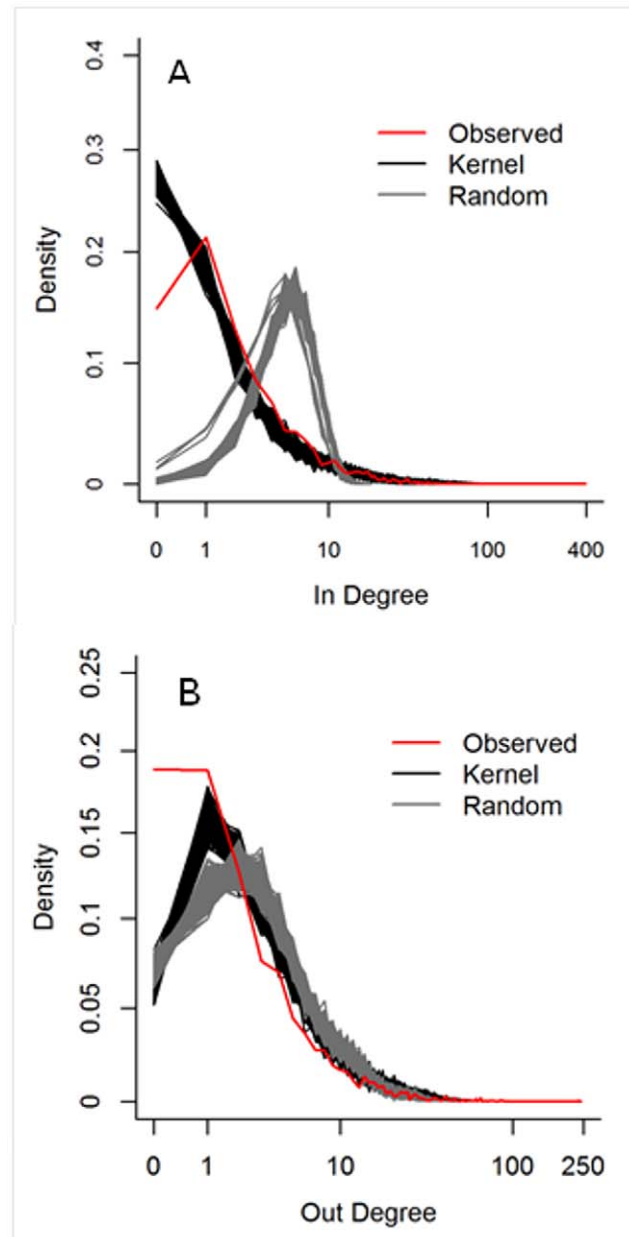 A
Observed
Kernel
Random
Density
0.4
0.3
0.2
0.1
0
0 1 10 100 400
In Degree
B
Observed
Kernel
Random
Density
0.25
0.2
0.15
0.1
0.05
0
0 1 10 100 250
Out Degree